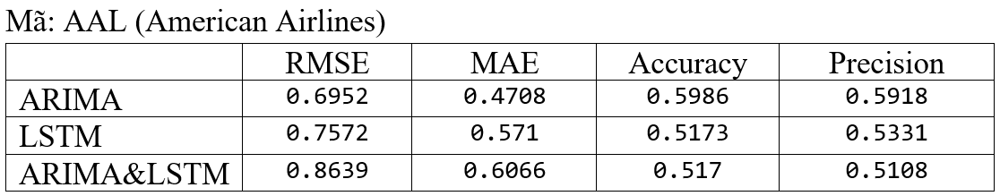 Mã: AAL (American Airlines)
RMSE MAE Accuracy Precision
ARIMA 0.6952 0.4708 0.5986 0.5918
LSTM 0.7572 0.571 0.5173 0.5331
ARIMA&LSTM 0.8639 0.6066 0.517 0.5108